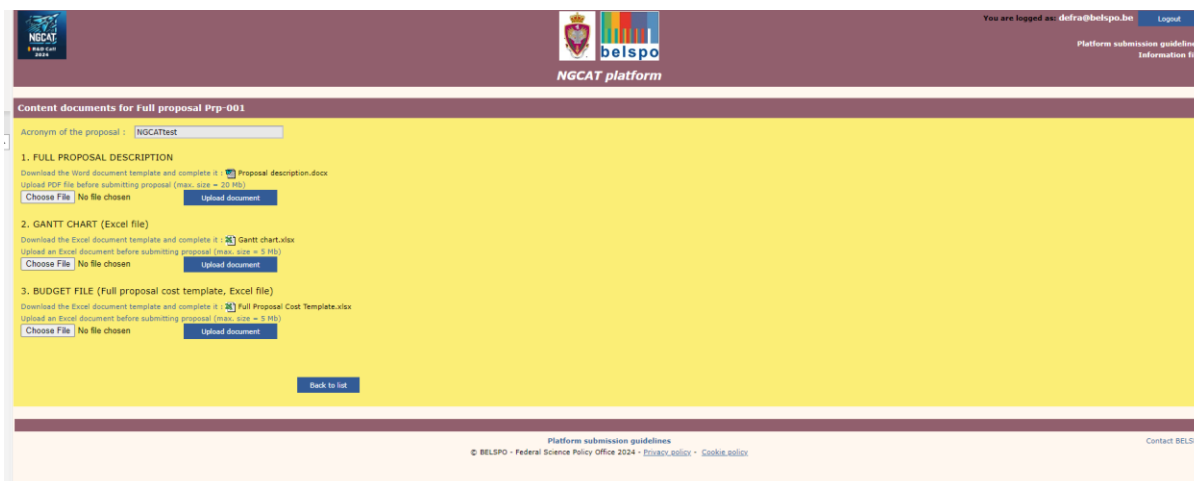 NGCAT
R&D Call
2024
belspo
NGCAT platform
You are logged as: defra@belspo.be Logout
Platform submission guideline
Information fi
Content documents for Full proposal Prp-001
Acronym of the proposal : NGCATtest
1. FULL PROPOSAL DESCRIPTION
Download the Word document template and complete it : Proposal description.docx
Upload PDF file before submitting proposal (max. size = 20 Mb)
Choose File No file chosen Upload document
2. GANTT CHART (Excel file)
Download the Excel document template and complete it : Gantt chart.xlsx
Upload an Excel document before submitting proposal (max. size = 5 Mb)
Choose File No file chosen Upload document
3. BUDGET FILE (Full proposal cost template, Excel file)
Download the Excel document template and complete it : Full Proposal Cost Template.xlsx
Upload an Excel document before submitting proposal (max. size = 5 Mb)
Choose File No file chosen Upload document
Back to list
Platform submission guidelines
Contact BELS
© BELSPO - Federal Science Policy Office 2024 - Privacy policy - Cookie policy